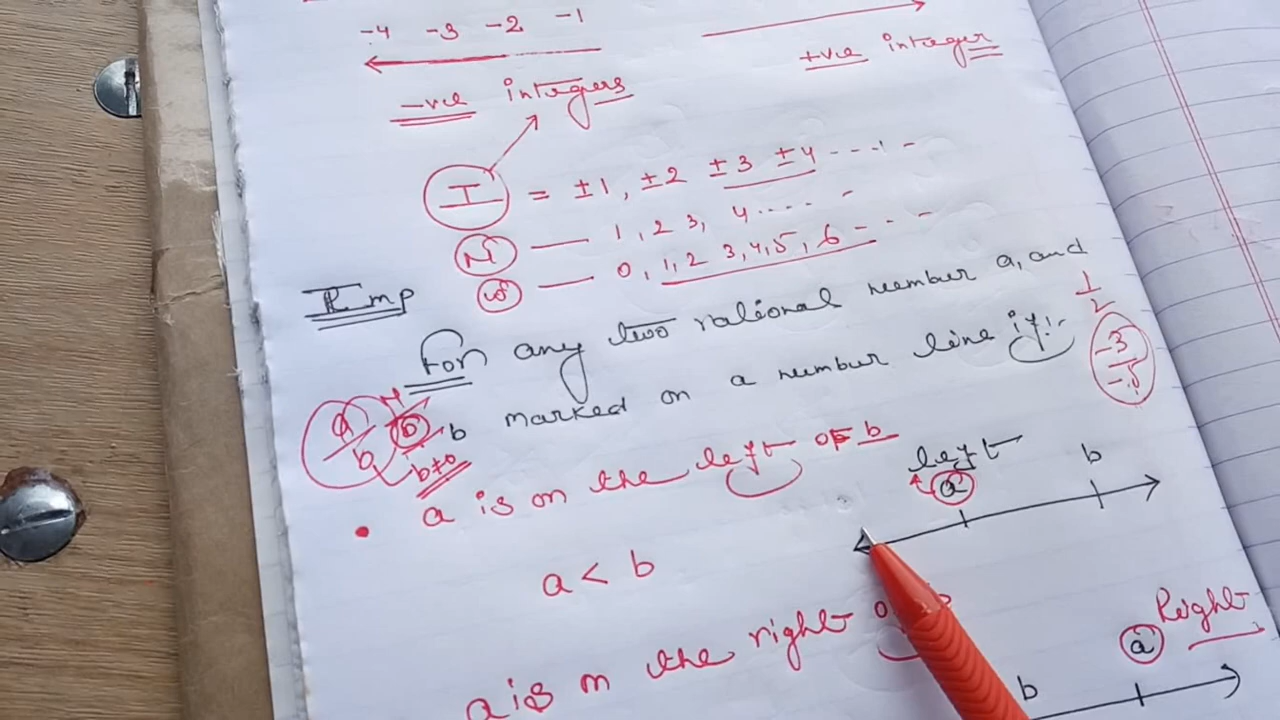 -4 -3 -2 -1
-ve integers
+ve integer
I = ±1, ±2 ±3 ±4 ---
N — 1, 2 3, 4 ....
W — 0, 1, 2 3, 4, 5, 6 - - -
Imp
For any two rational number a, and
b marked on a number line if:-
1/2
-3/-5
a/b
b≠0
• a is on the left of b
left
a b
a < b
a is on the right
Right
b a